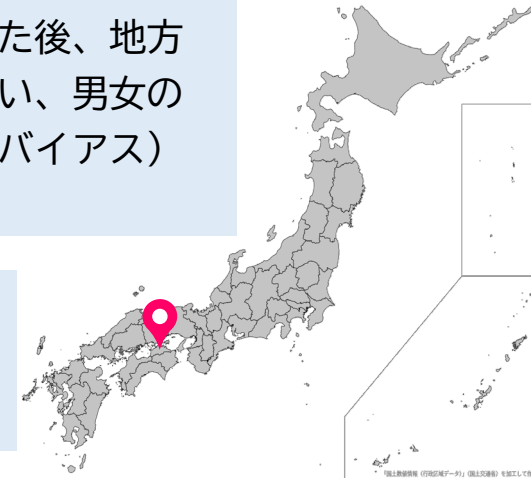 た後、地方
い、男女の
バイアス）
「国土数値情報（行政区域データ）」（国土交通省）を加工して作